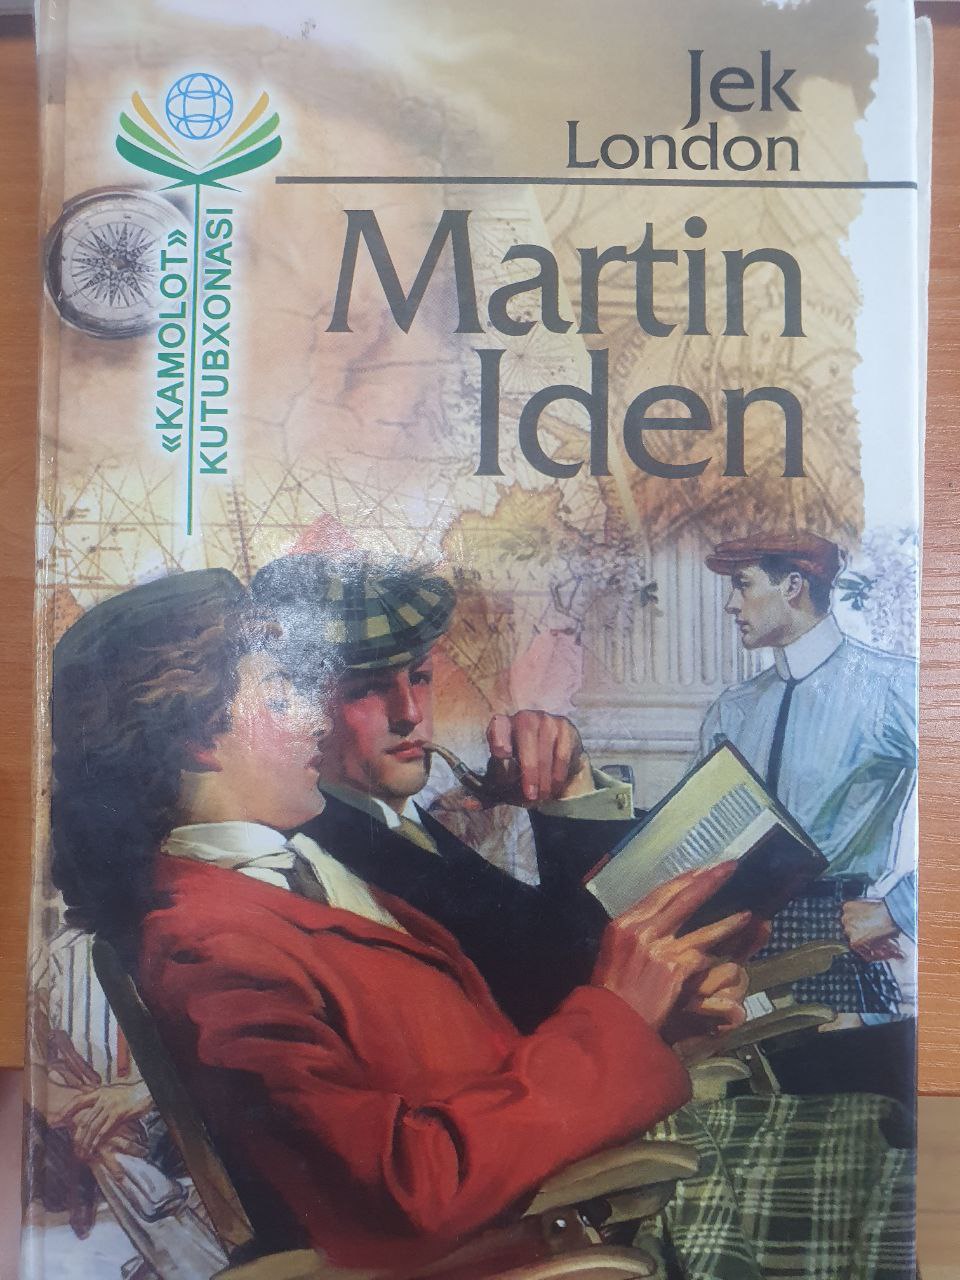 Jek
London
Martin
Iden
«KAMOLOT»
KUTUBXONASI